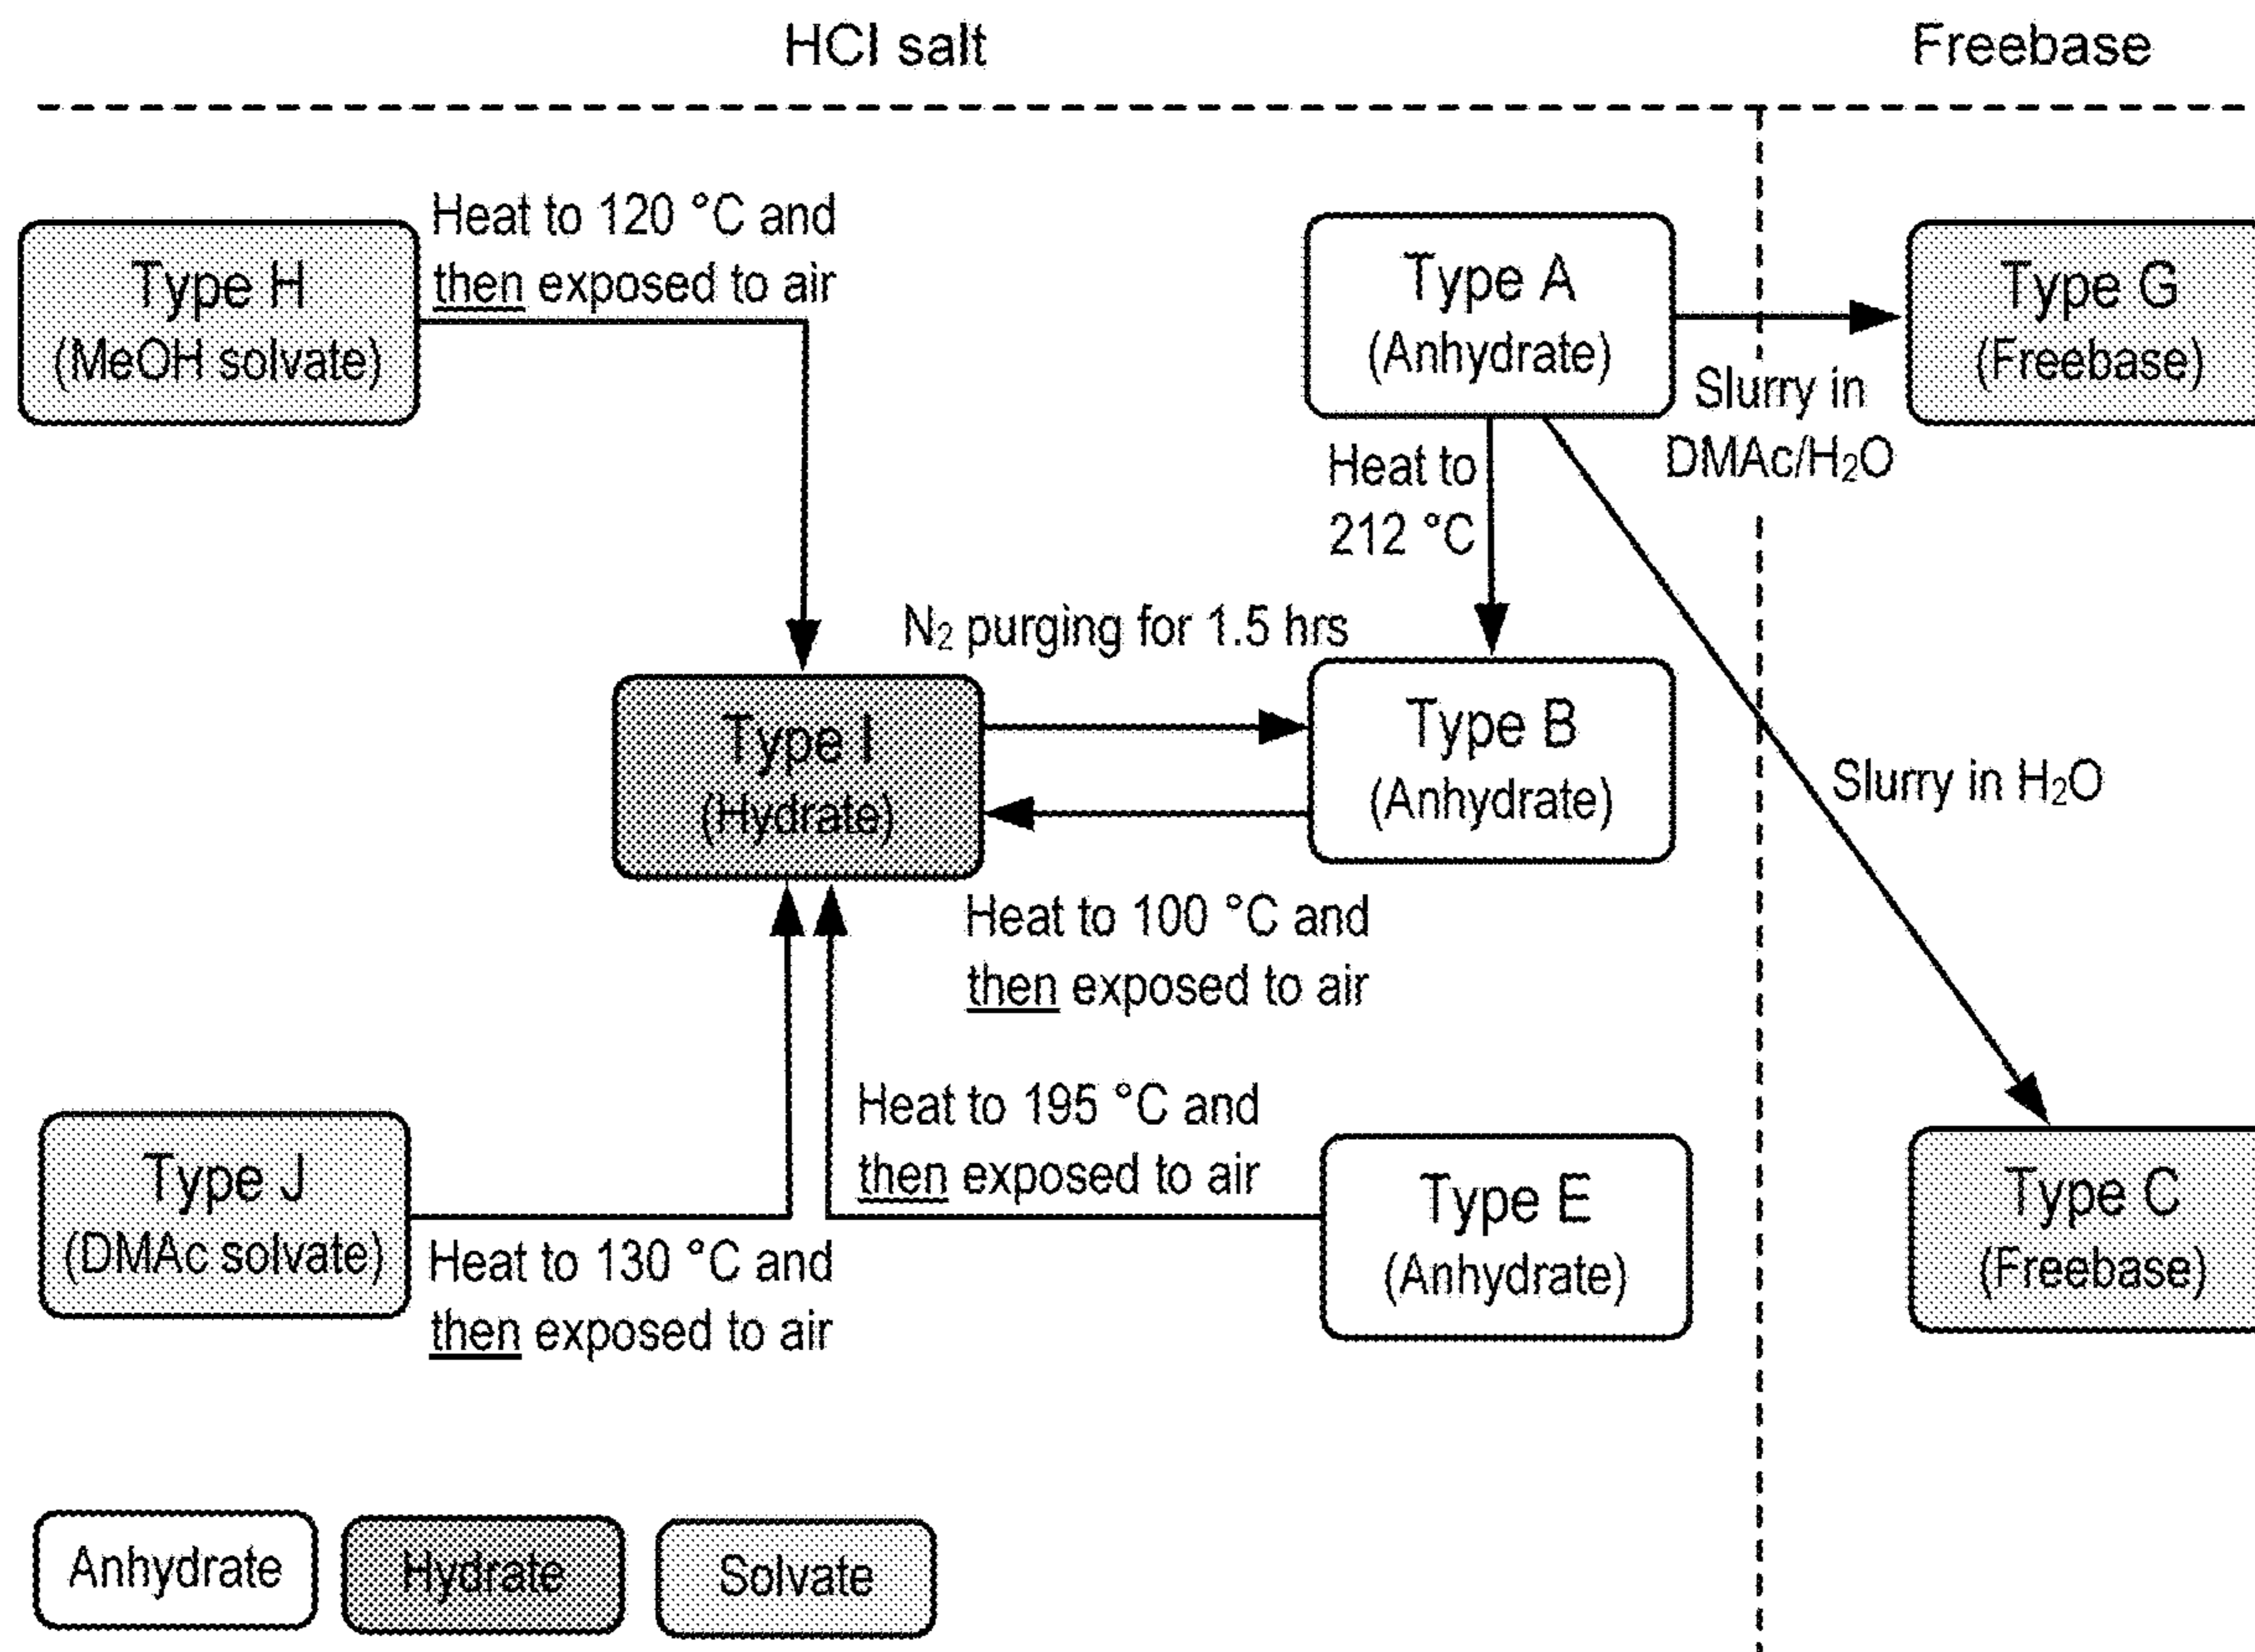 HCl salt
Freebase
Type H
(MeOH solvate)
Heat to 120 °C and
then exposed to air
Type A
(Anhydrate)
Type G
(Freebase)
Slurry in
DMAc/H₂O
Heat to
212 °C
N₂ purging for 1.5 hrs
Type I
(Hydrate)
Type B
(Anhydrate)
Slurry in H₂O
Heat to 100 °C and
then exposed to air
Heat to 195 °C and
then exposed to air
Type J
(DMAc solvate)
Heat to 130 °C and
then exposed to air
Type E
(Anhydrate)
Type C
(Freebase)
Anhydrate
Hydrate
Solvate